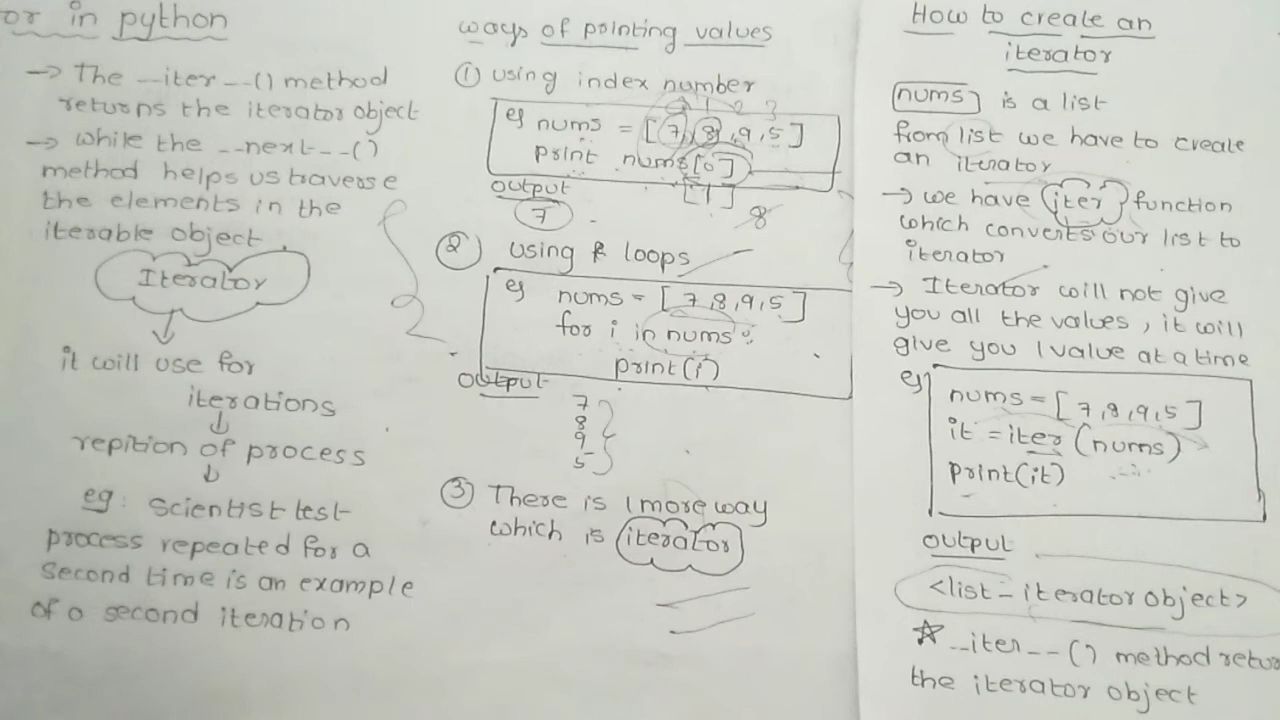 or in python
→ The __iter__() method
returns the iterator object
→ while the __next__()
method helps us traverse
the elements in the
iterable object.
Iterator
↓
it will use for
iterations
↓
repition of process
↓
eg: Scientist test
process repeated for a
second time is an example
of a second iteration
ways of printing values
① using index number
0 1 2 3
eg nums = [7,8,9,5]
print nums[0]
[1]
output
7
8
② using loops
eg nums = [7,8,9,5]
for i in nums:
print(i)
output
7
8
9
5
③ There is 1 more way
which is iterator
How to create an
iterator
nums is a list
from list we have to create
an iterator
→ we have iter function
which converts our list to
iterator
→ Iterator will not give
you all the values, it will
give you 1 value at a time
eg nums = [7,8,9,5]
it = iter(nums)
print(it)
output
<list-iterator object>
☆ __iter__() method retur
the iterator object